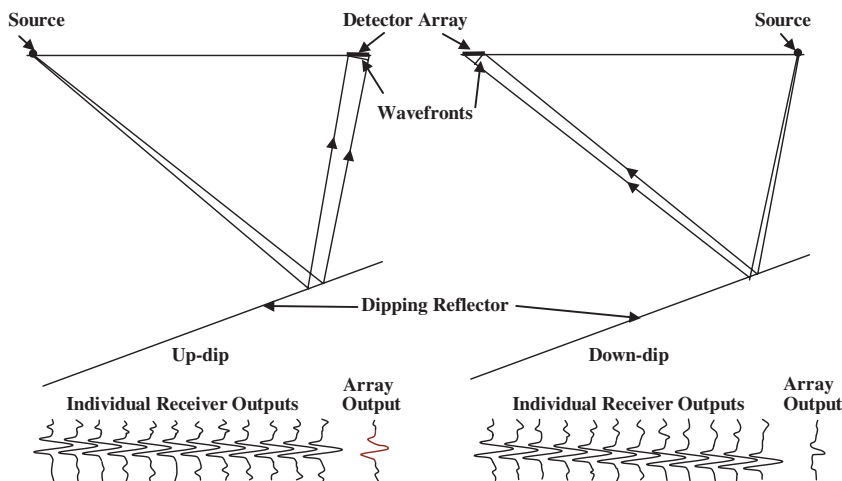 Source
Detector Array
Source
Wavefronts
Dipping Reflector
Up-dip
Down-dip
Individual Receiver Outputs
Array
Output
Individual Receiver Outputs
Array
Output